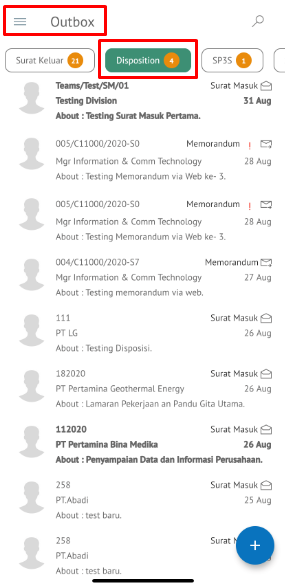 Outbox
Surat Keluar 21
Disposition 4
SP3S 1
Teams/Test/SM/01 Surat Masuk
Testing Division 31 Aug
About : Testing Surat Masuk Pertama.
005/C11000/2020-S0 Memorandum !
Mgr Information & Comm Technology 28 Aug
About : Testing Memorandum via Web ke- 3.
005/C11000/2020-S0 Memorandum !
Mgr Information & Comm Technology 28 Aug
About : Testing Memorandum via Web ke- 3.
004/C11000/2020-S7 Memorandum
Mgr Information & Comm Technology 27 Aug
About : Testing memorandum via web.
111 Surat Masuk
PT LG 26 Aug
About : Testing Disposisi.
182020 Surat Masuk
PT Pertamina Geothermal Energy 26 Aug
About : Lamaran Pekerjaan an Pandu Gita Utama.
112020 Surat Masuk
PT Pertamina Bina Medika 26 Aug
About : Penyampaian Data dan Informasi Perusahaan.
258 Surat Masuk
PT.Abadi 25 Aug
About : test baru.
258 Surat
PT.Abadi
About : test baru.